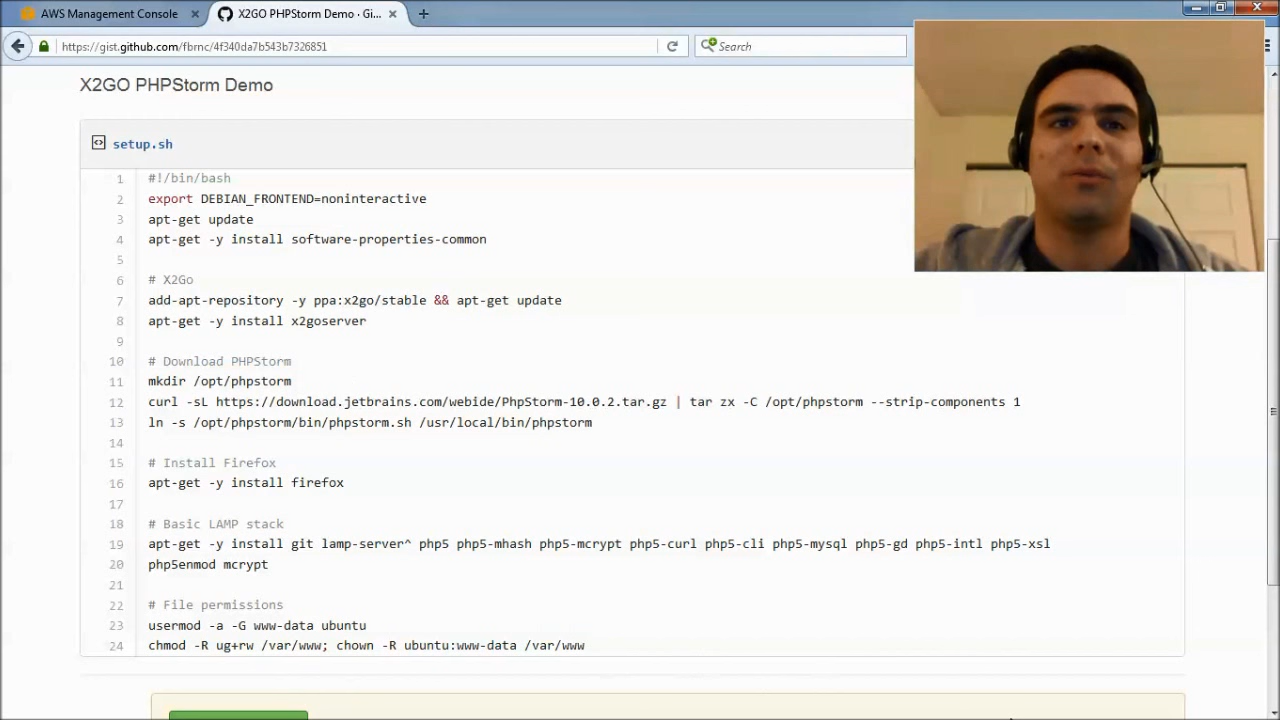 AWS Management Console
X2GO PHPStorm Demo · Gi...
https://gist.github.com/fbrnc/4f340da7b543b7326851
Search
X2GO PHPStorm Demo
setup.sh
1 #!/bin/bash
2 export DEBIAN_FRONTEND=noninteractive
3 apt-get update
4 apt-get -y install software-properties-common
5
6 # X2Go
7 add-apt-repository -y ppa:x2go/stable && apt-get update
8 apt-get -y install x2goserver
9
10 # Download PHPStorm
11 mkdir /opt/phpstorm
12 curl -sL https://download.jetbrains.com/webide/PhpStorm-10.0.2.tar.gz | tar zx -C /opt/phpstorm --strip-components 1
13 ln -s /opt/phpstorm/bin/phpstorm.sh /usr/local/bin/phpstorm
14
15 # Install Firefox
16 apt-get -y install firefox
17
18 # Basic LAMP stack
19 apt-get -y install git lamp-server^ php5 php5-mhash php5-mcrypt php5-curl php5-cli php5-mysql php5-gd php5-intl php5-xsl
20 php5enmod mcrypt
21
22 # File permissions
23 usermod -a -G www-data ubuntu
24 chmod -R ug+rw /var/www; chown -R ubuntu:www-data /var/www